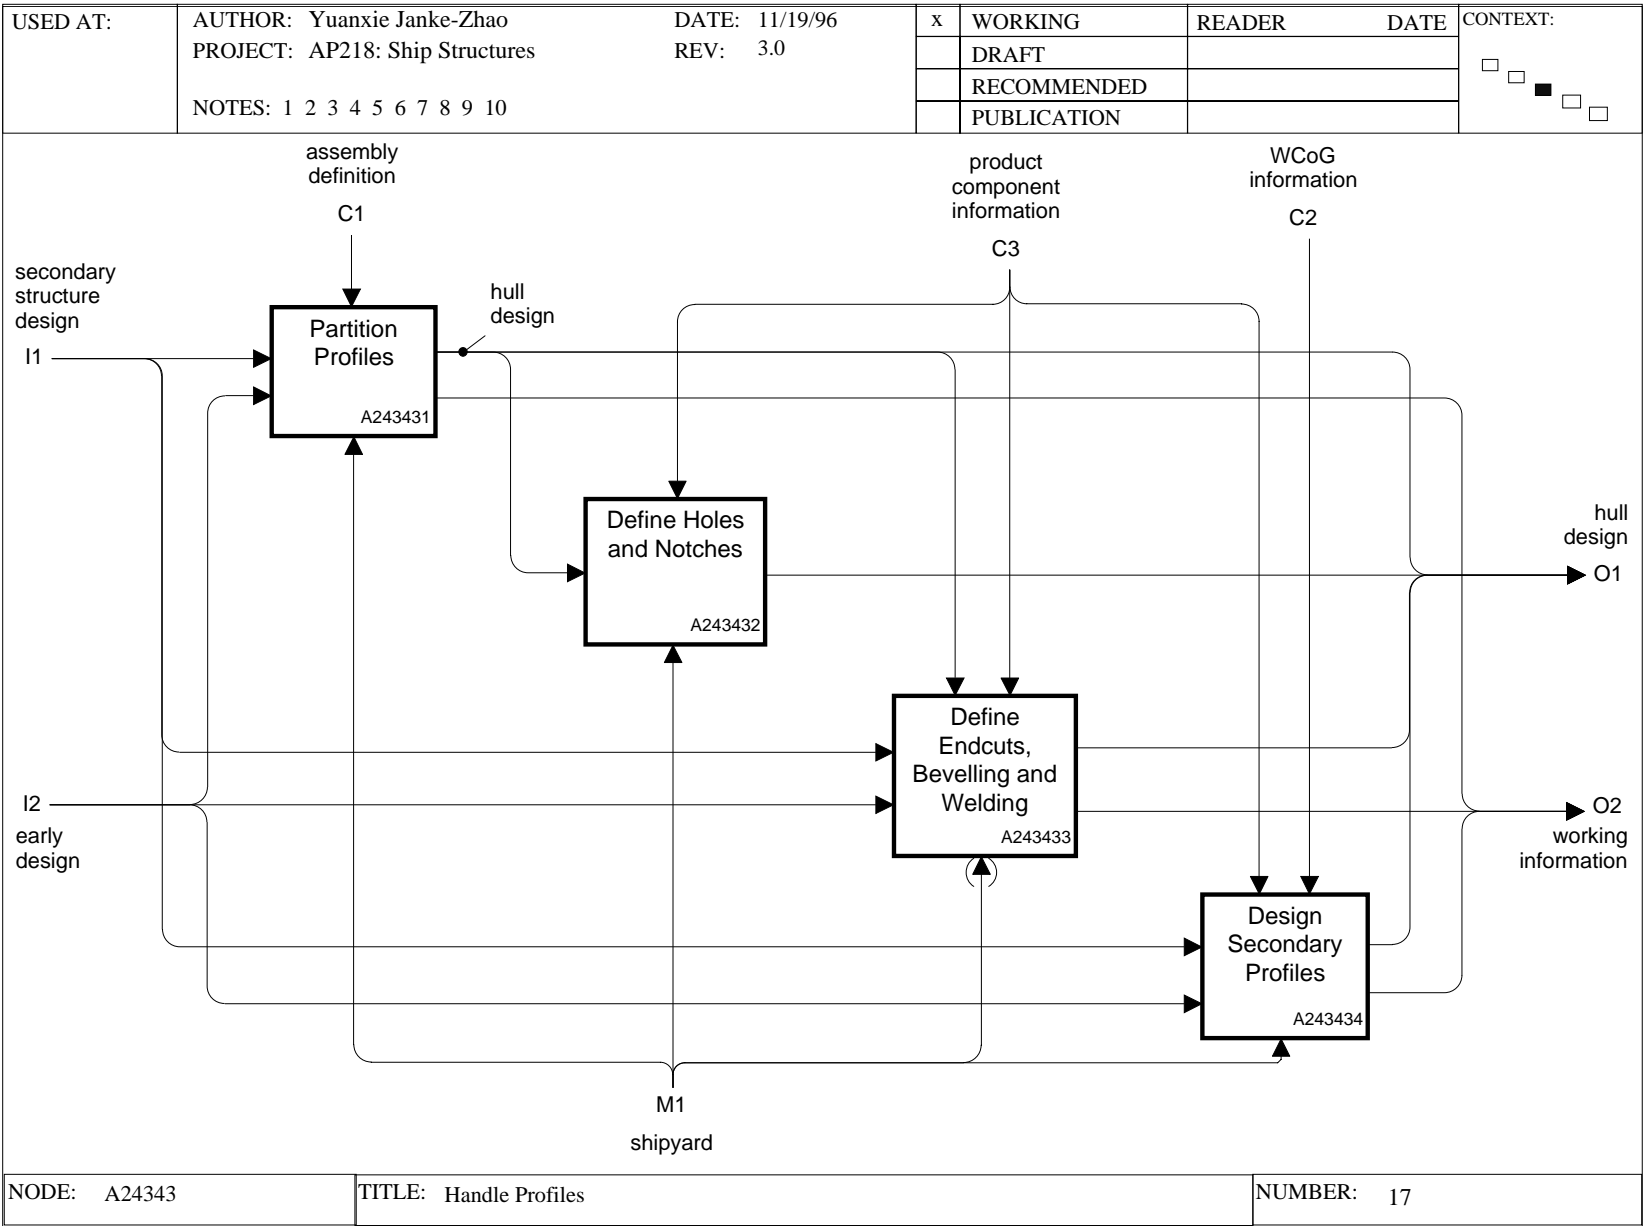 USED AT:
AUTHOR: Yuanxie Janke-Zhao
DATE: 11/19/96
PROJECT: AP218: Ship Structures
REV: 3.0
NOTES: 1 2 3 4 5 6 7 8 9 10
x WORKING
DRAFT
RECOMMENDED
PUBLICATION
READER DATE
CONTEXT:
assembly
definition
C1
product
component
information
C3
WCoG
information
C2
secondary
structure
design
I1
hull
design
Partition
Profiles
A243431
Define Holes
and Notches
A243432
hull
design
O1
Define
Endcuts,
Bevelling and
Welding
A243433
I2
early
design
O2
working
information
Design
Secondary
Profiles
A243434
M1
shipyard
NODE: A24343
TITLE: Handle Profiles
NUMBER: 17